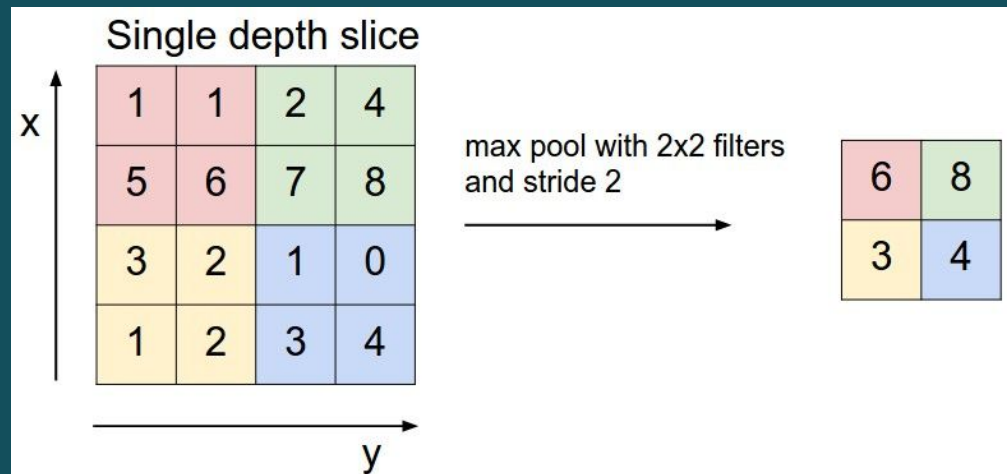 Single depth slice
x
1 1 2 4
5 6 7 8
3 2 1 0
1 2 3 4
y
max pool with 2x2 filters
and stride 2
6 8
3 4